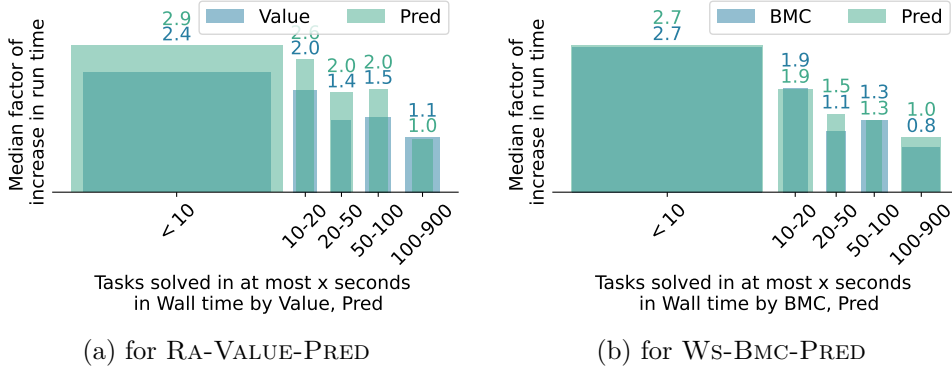 Value Pred
2.9
2.4
2.6
2.0
2.0
1.4
2.0
1.5
1.1
1.0
Median factor of
increase in run time
< 10
10-20
20-50
50-100
100-900
Tasks solved in at most x seconds
in Wall time by Value, Pred
(a) for RA-VALUE-PRED
BMC Pred
2.7
2.7
1.9
1.9
1.5
1.1
1.3
1.3
1.0
0.8
Median factor of
increase in run time
< 10
10-20
20-50
50-100
100-900
Tasks solved in at most x seconds
in Wall time by BMC, Pred
(b) for WS-BMC-PRED